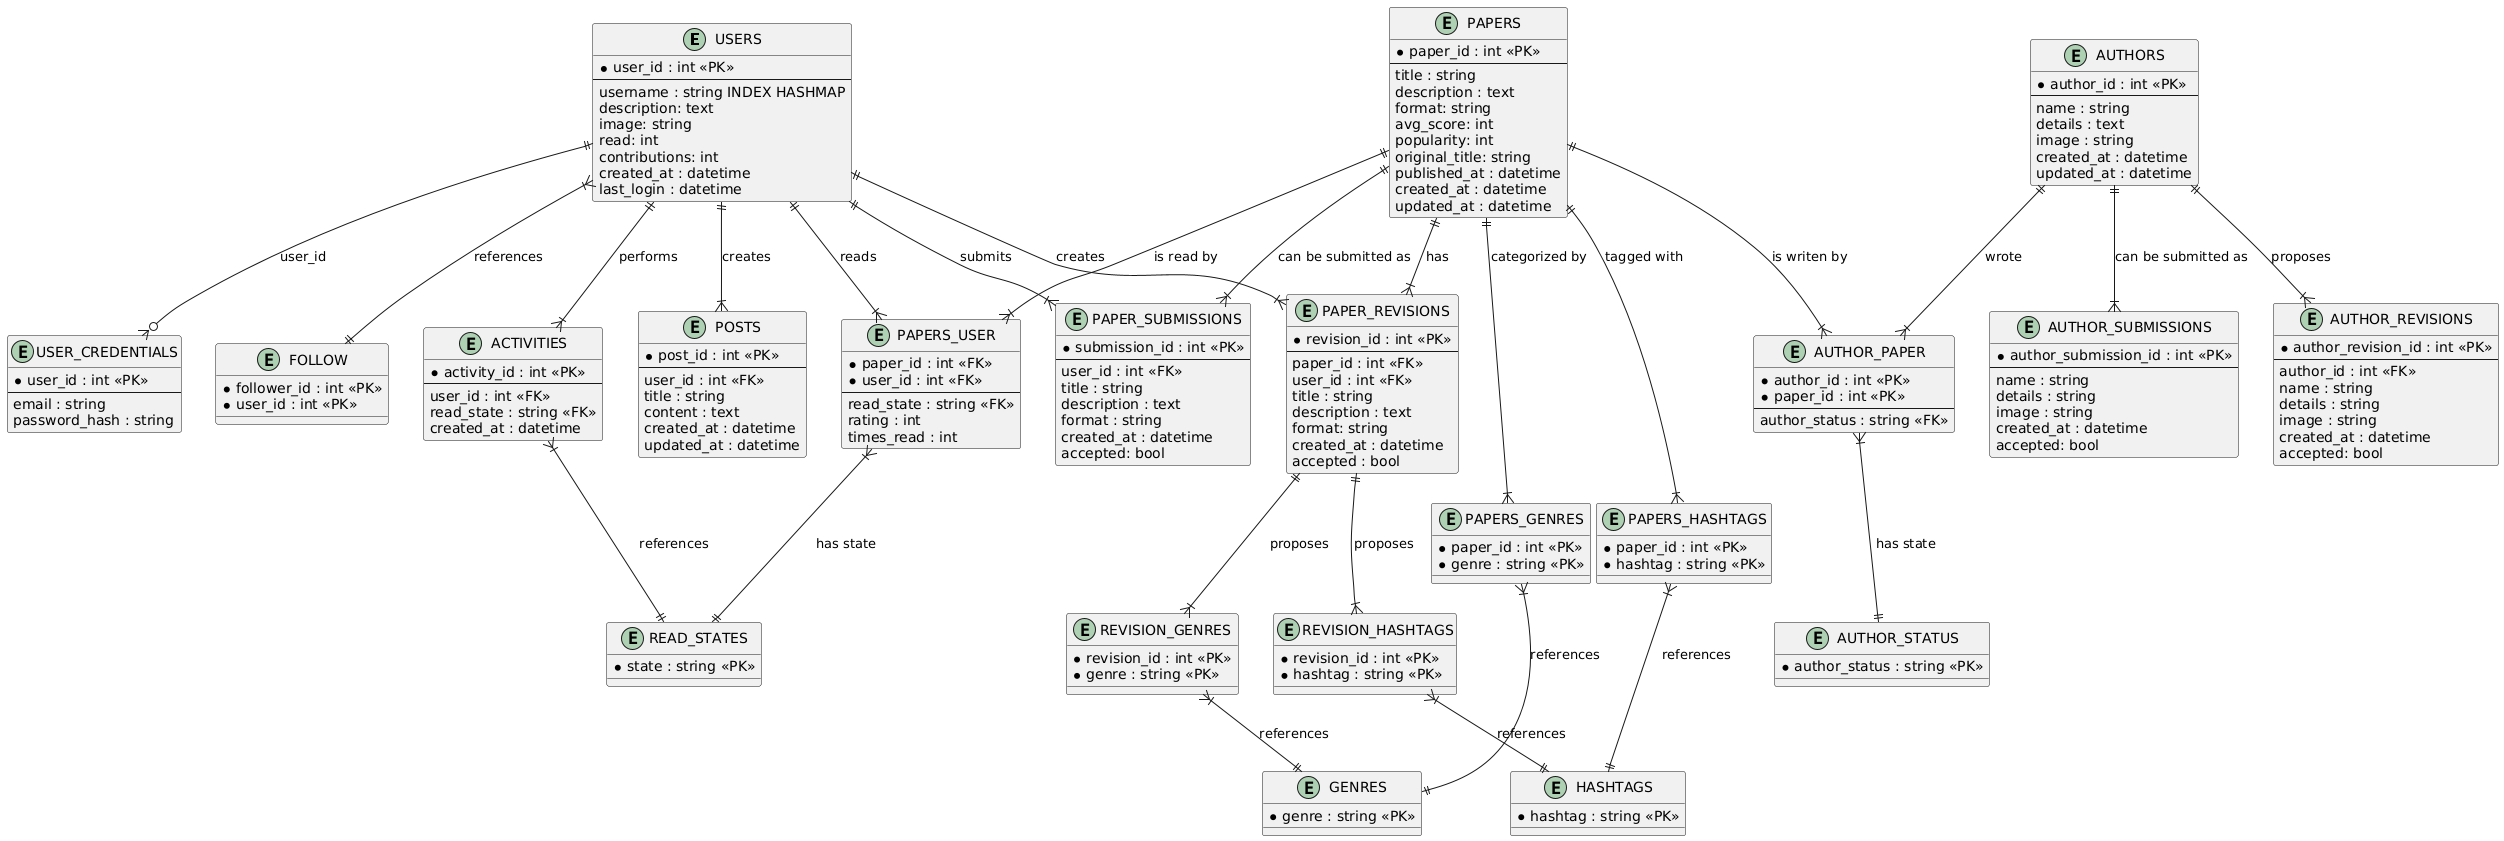 E USERS
* user_id : int «PK»
username : string INDEX HASHMAP
description: text
image: string
read: int
contributions: int
created_at : datetime
last_login : datetime
E PAPERS
* paper_id : int «PK»
title : string
description : text
format: string
avg_score: int
popularity: int
original_title: string
published_at : datetime
created_at : datetime
updated_at : datetime
E AUTHORS
* author_id : int «PK»
name : string
details : text
image : string
created_at : datetime
updated_at : datetime
user_id
references
performs
creates
reads
submits
creates
is read by
can be submitted as
has
categorized by
tagged with
is writen by
wrote
can be submitted as
proposes
E USER_CREDENTIALS
* user_id : int «PK»
email : string
password_hash : string
E FOLLOW
* follower_id : int «PK»
* user_id : int «PK»
E ACTIVITIES
* activity_id : int «PK»
user_id : int «FK»
read_state : string «FK»
created_at : datetime
E POSTS
* post_id : int «PK»
user_id : int «FK»
title : string
content : text
created_at : datetime
updated_at : datetime
E PAPERS_USER
* paper_id : int «FK»
* user_id : int «FK»
read_state : string «FK»
rating : int
times_read : int
E PAPER_SUBMISSIONS
* submission_id : int «PK»
user_id : int «FK»
title : string
description : text
format : string
created_at : datetime
accepted: bool
E PAPER_REVISIONS
* revision_id : int «PK»
paper_id : int «FK»
user_id : int «FK»
title : string
description : text
format: string
created_at : datetime
accepted : bool
E AUTHOR_PAPER
* author_id : int «PK»
* paper_id : int «PK»
author_status : string «FK»
E AUTHOR_SUBMISSIONS
* author_submission_id : int «PK»
name : string
details : string
image : string
created_at : datetime
accepted: bool
E AUTHOR_REVISIONS
* author_revision_id : int «PK»
author_id : int «FK»
name : string
details : string
image : string
created_at : datetime
accepted: bool
references
has state
proposes
proposes
E PAPERS_GENRES
* paper_id : int «PK»
* genre : string «PK»
E PAPERS_HASHTAGS
* paper_id : int «PK»
* hashtag : string «PK»
has state
E READ_STATES
* state : string «PK»
E REVISION_GENRES
* revision_id : int «PK»
* genre : string «PK»
E REVISION_HASHTAGS
* revision_id : int «PK»
* hashtag : string «PK»
references
references
E AUTHOR_STATUS
* author_status : string «PK»
references
references
E GENRES
* genre : string «PK»
E HASHTAGS
* hashtag : string «PK»